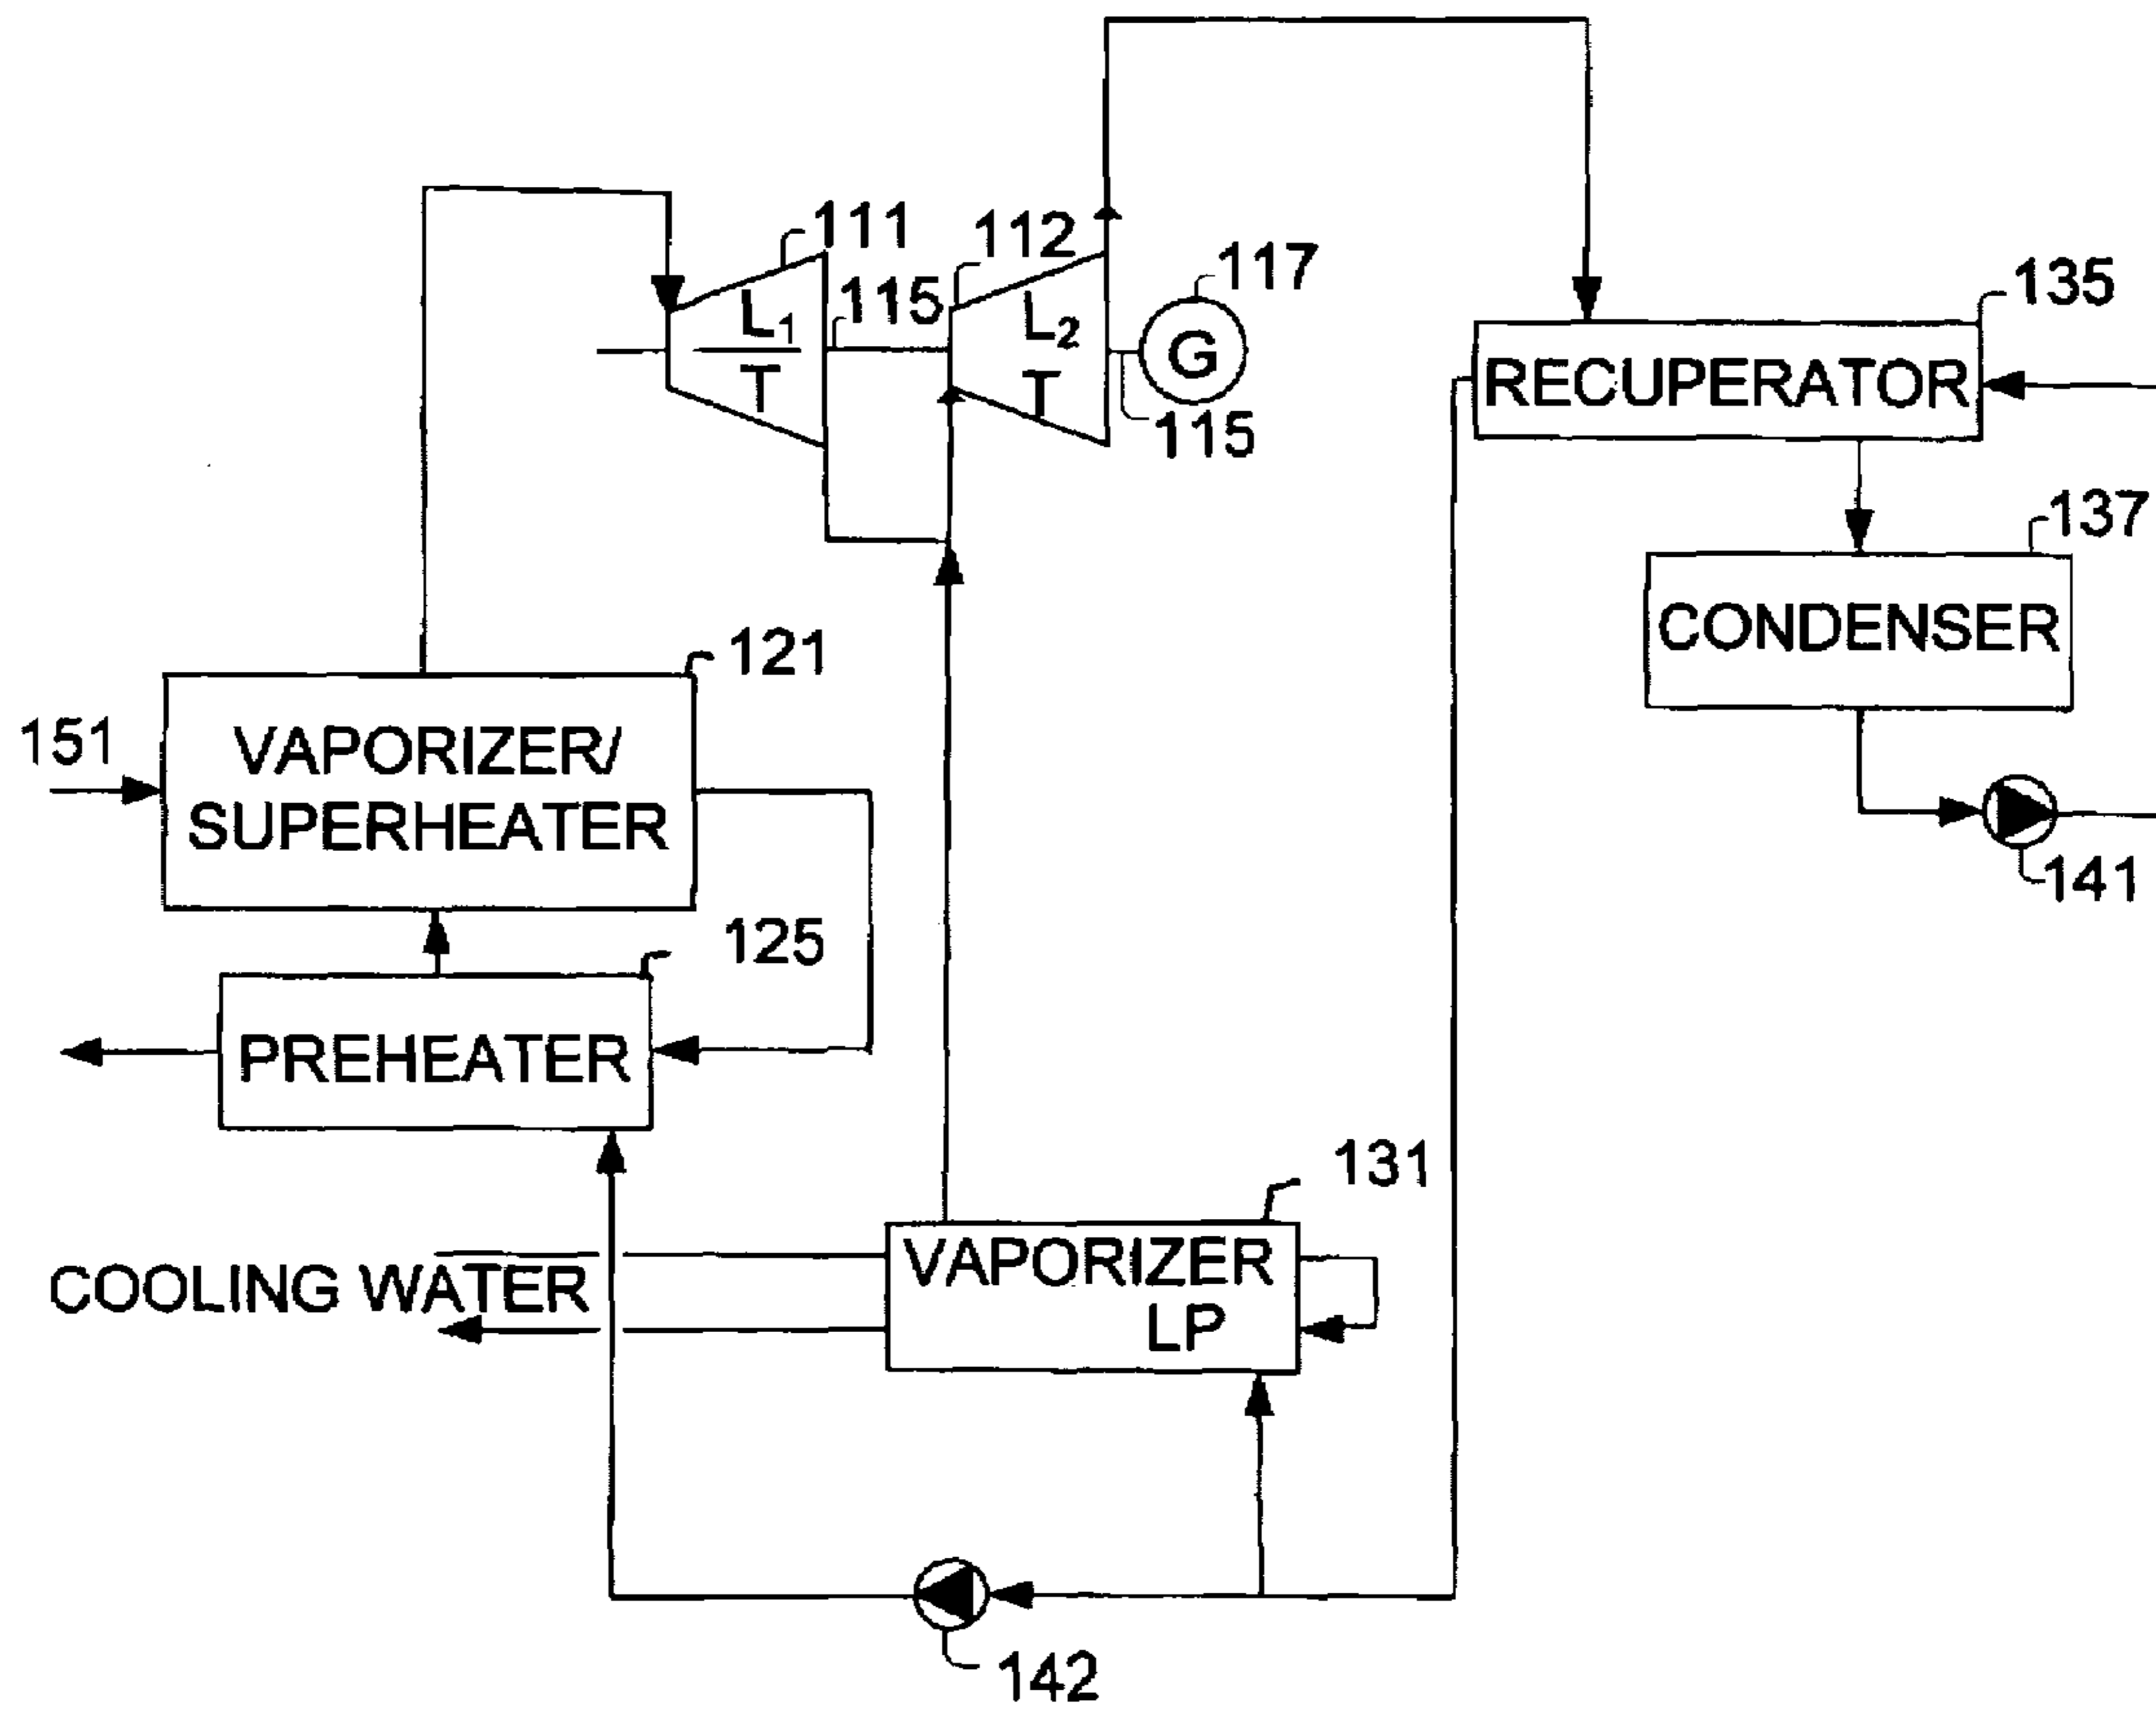 111
112
117
115
L1
T
L2
T
G
115
135
RECUPERATOR
137
CONDENSER
121
151
VAPORIZER/
SUPERHEATER
141
125
PREHEATER
131
COOLING WATER
VAPORIZER
LP
142